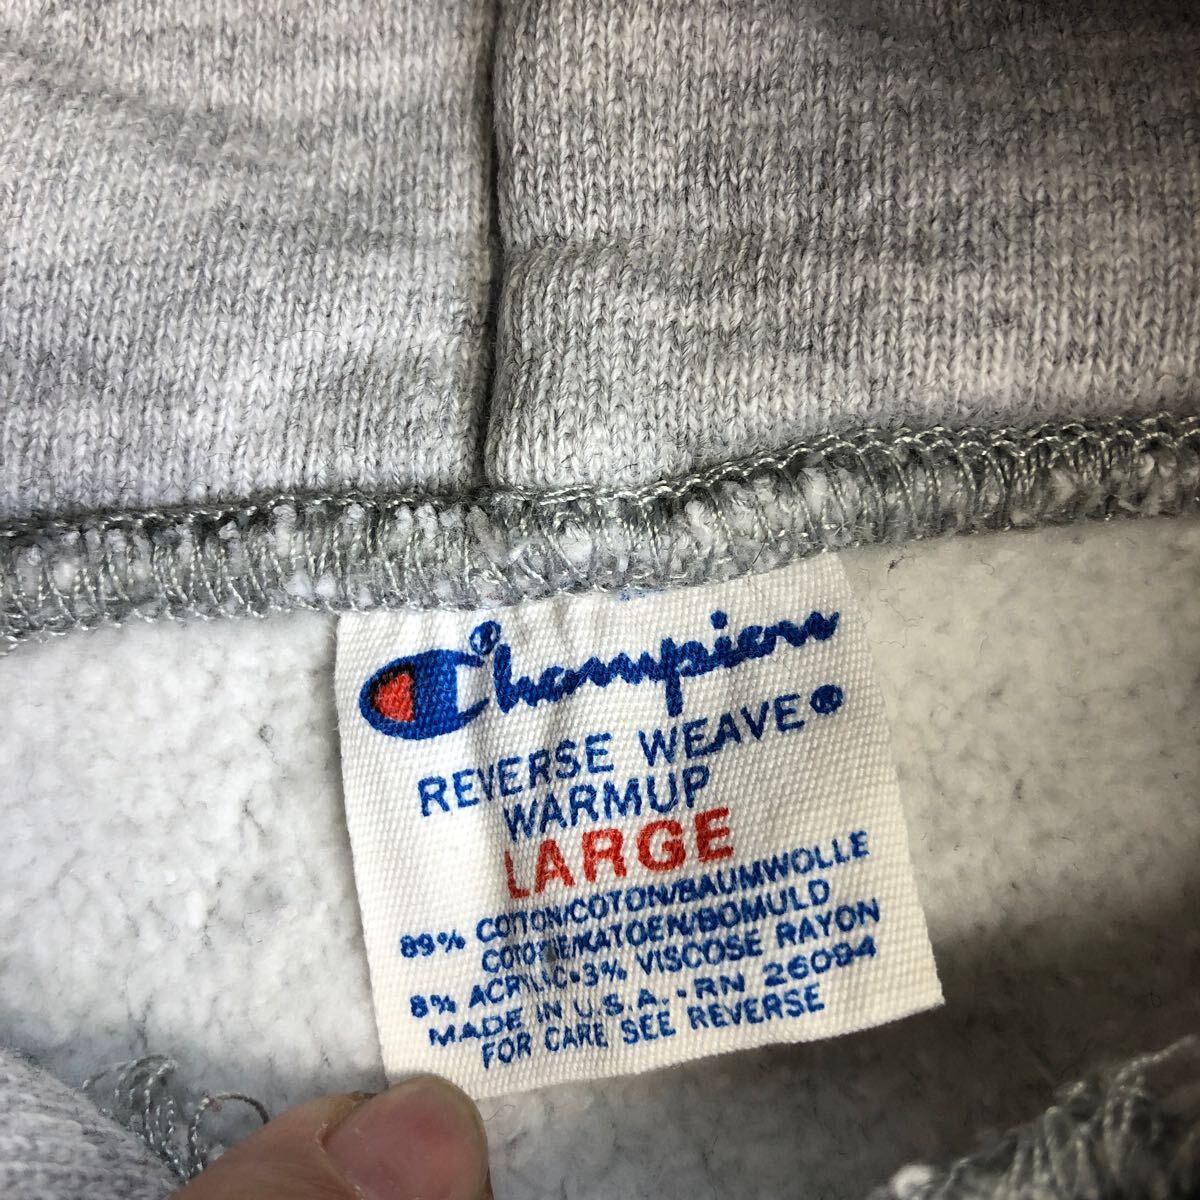 Champion®
REVERSE WEAVE®
WARMUP
LARGE
89% COTTON/COTON/BAUMWOLLE
COTONE/KATOEN/BOMULD
8% ACRYLIC•3% VISCOSE RAYON
MADE IN U.S.A.•RN 26094
FOR CARE SEE REVERSE